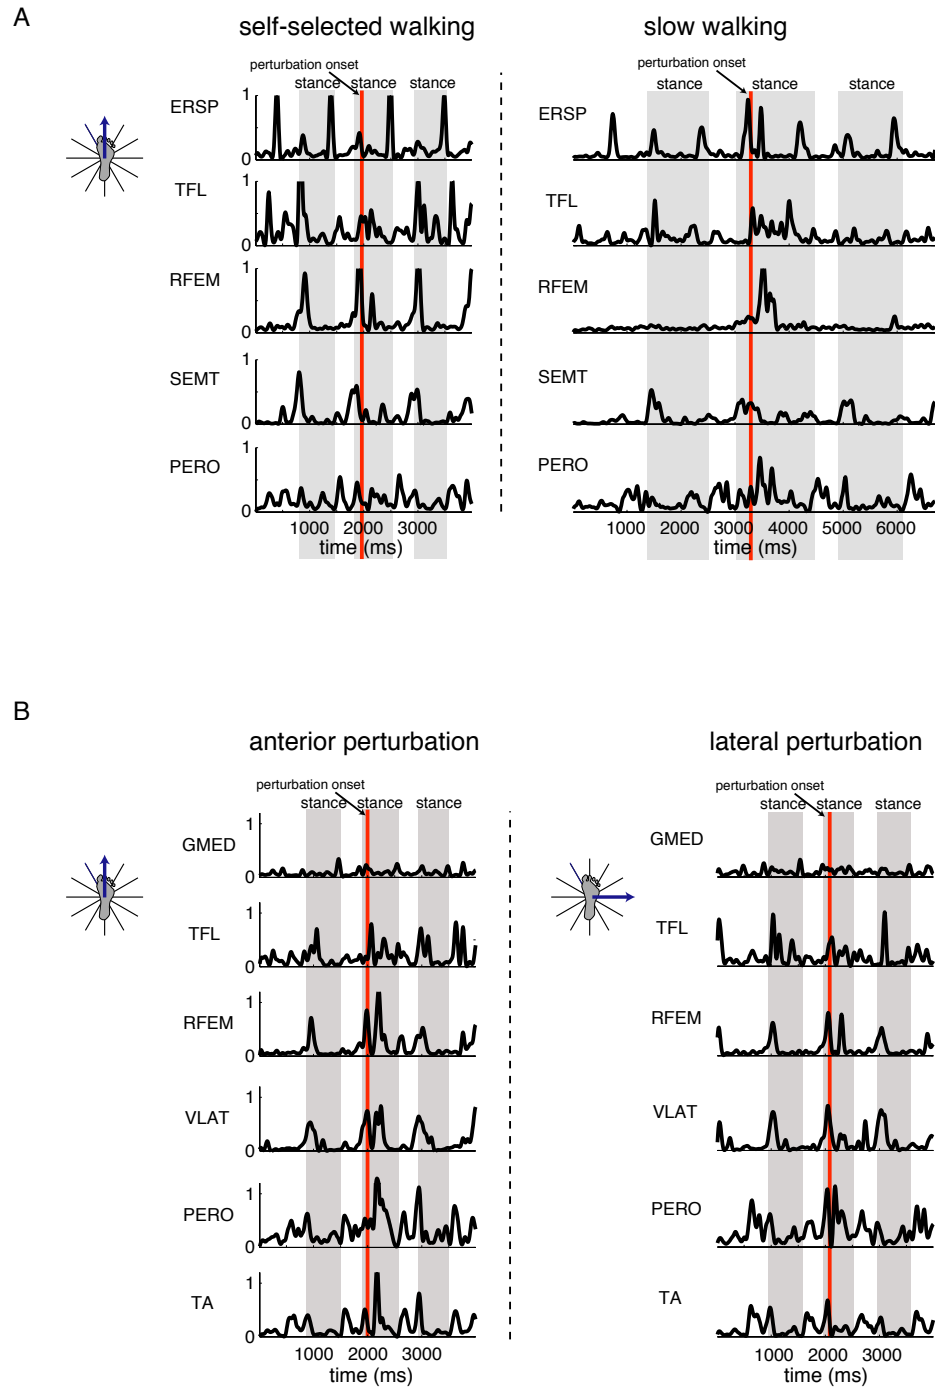 A
self-selected walking
slow walking
perturbation onset
perturbation onset
stance
stance
stance
stance
stance
stance
ERSP
1
0
ERSP
TFL
1
0
TFL
RFEM
1
0
RFEM
SEMT
1
0
SEMT
PERO
1
0
PERO
1000 2000 3000
time (ms)
1000 2000 3000 4000 5000 6000
time (ms)
B
anterior perturbation
lateral perturbation
perturbation onset
perturbation onset
stance
stance
stance
stance
stance
stance
GMED
1
0
GMED
TFL
1
0
TFL
RFEM
1
0
RFEM
VLAT
1
0
VLAT
PERO
1
0
PERO
TA
1
0
TA
1000 2000 3000
time (ms)
1000 2000 3000
time (ms)